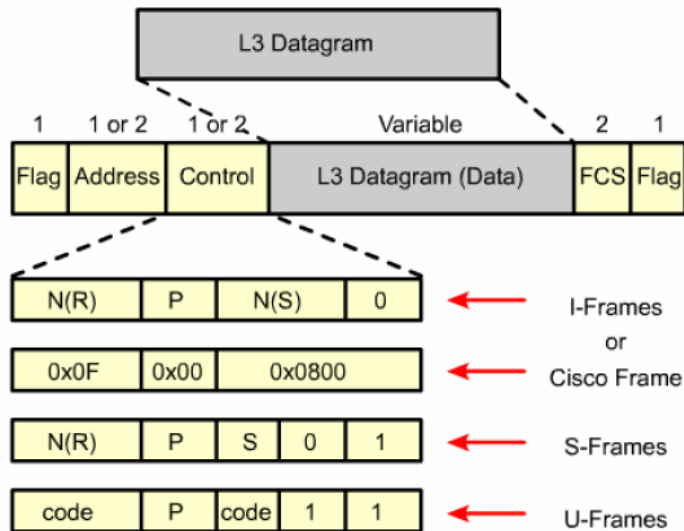 L3 Datagram
1 1 or 2 1 or 2 Variable 2 1
Flag Address Control L3 Datagram (Data) FCS Flag
N(R) P N(S) 0
I-Frames
or
0x0F 0x00 0x0800 Cisco Frame
N(R) P S 0 1 S-Frames
code P code 1 1 U-Frames